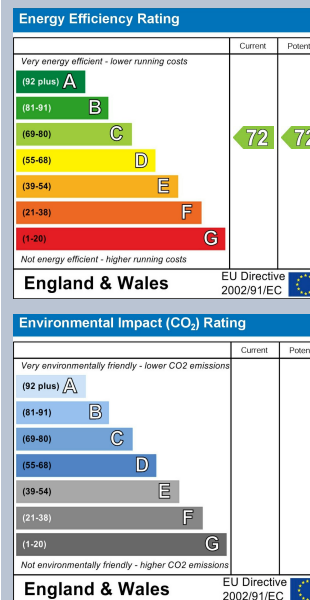 Energy Efficiency Rating
Current Potent
Very energy efficient - lower running costs
(92 plus) A
(81-91) B
(69-80) C 72 72
(55-68) D
(39-54) E
(21-38) F
(1-20) G
Not energy efficient - higher running costs
England & Wales
EU Directive
2002/91/EC
Environmental Impact (CO₂) Rating
Current Potent
Very environmentally friendly - lower CO2 emissions
(92 plus) A
(81-91) B
(69-80) C
(55-68) D
(39-54) E
(21-38) F
(1-20) G
Not environmentally friendly - higher CO2 emissions
England & Wales
EU Directive
2002/91/EC